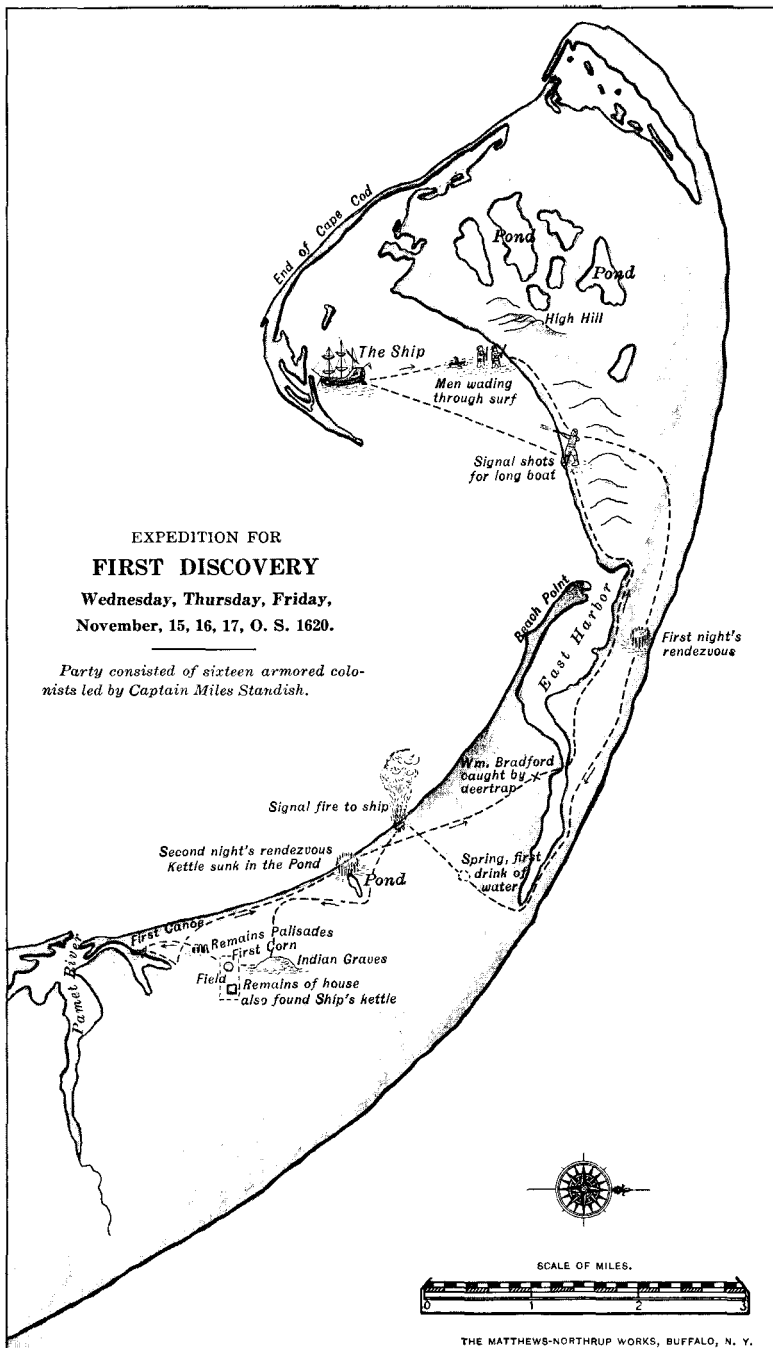 End of Cape Cod
Pond
Pond
High Hill
The Ship
Men wading
through surf
Signal shots
for long boat
EXPEDITION FOR
FIRST DISCOVERY
Wednesday, Thursday, Friday,
November, 15, 16, 17, O. S. 1620.
Party consisted of sixteen armored colo-
nists led by Captain Miles Standish.
Beach Point
East Harbor
First night's
rendezvous
Wm. Bradford
caught by
deertrap
Signal fire to ship
Second night's rendezvous
Kettle sunk in the Pond
Pond
Spring, first
drink of
water
First Canoe
Remains Palisades
First Corn
Indian Graves
Field
Remains of house
also found Ship's kettle
Pamet River
SCALE OF MILES.
0 1 2 3
THE MATTHEWS-NORTHRUP WORKS, BUFFALO, N. Y.